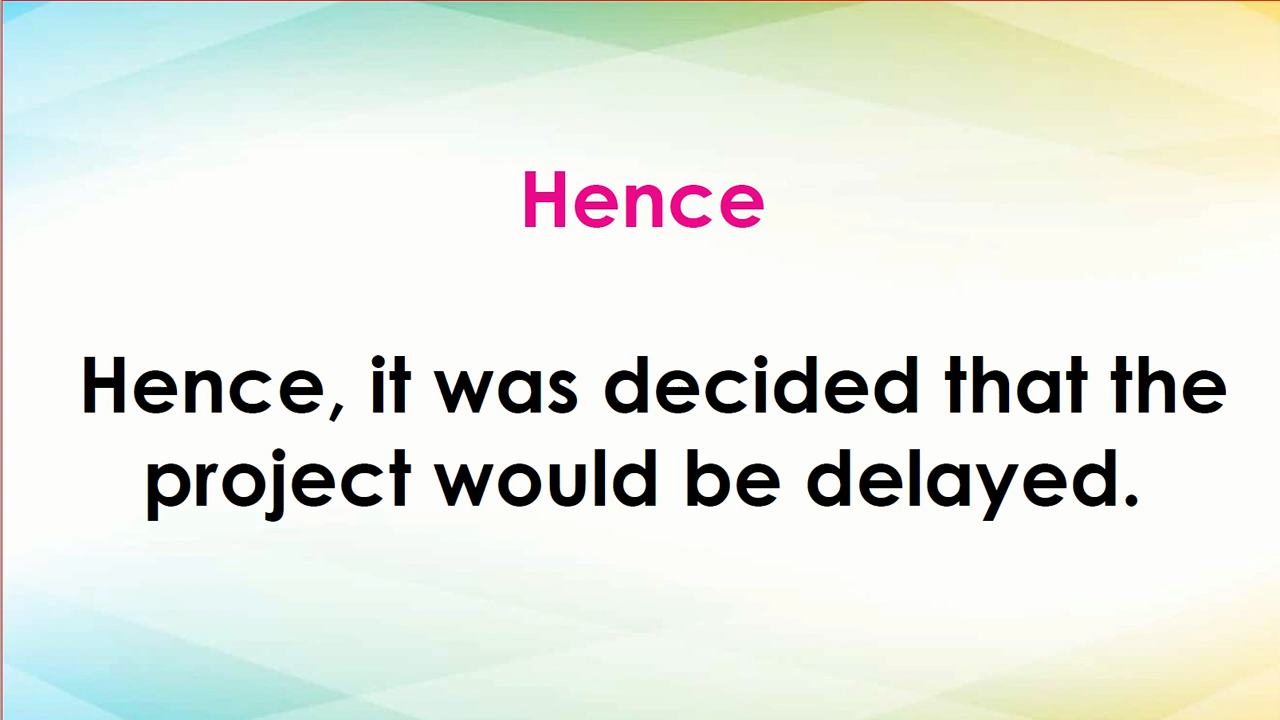 Hence
Hence, it was decided that the
project would be delayed.